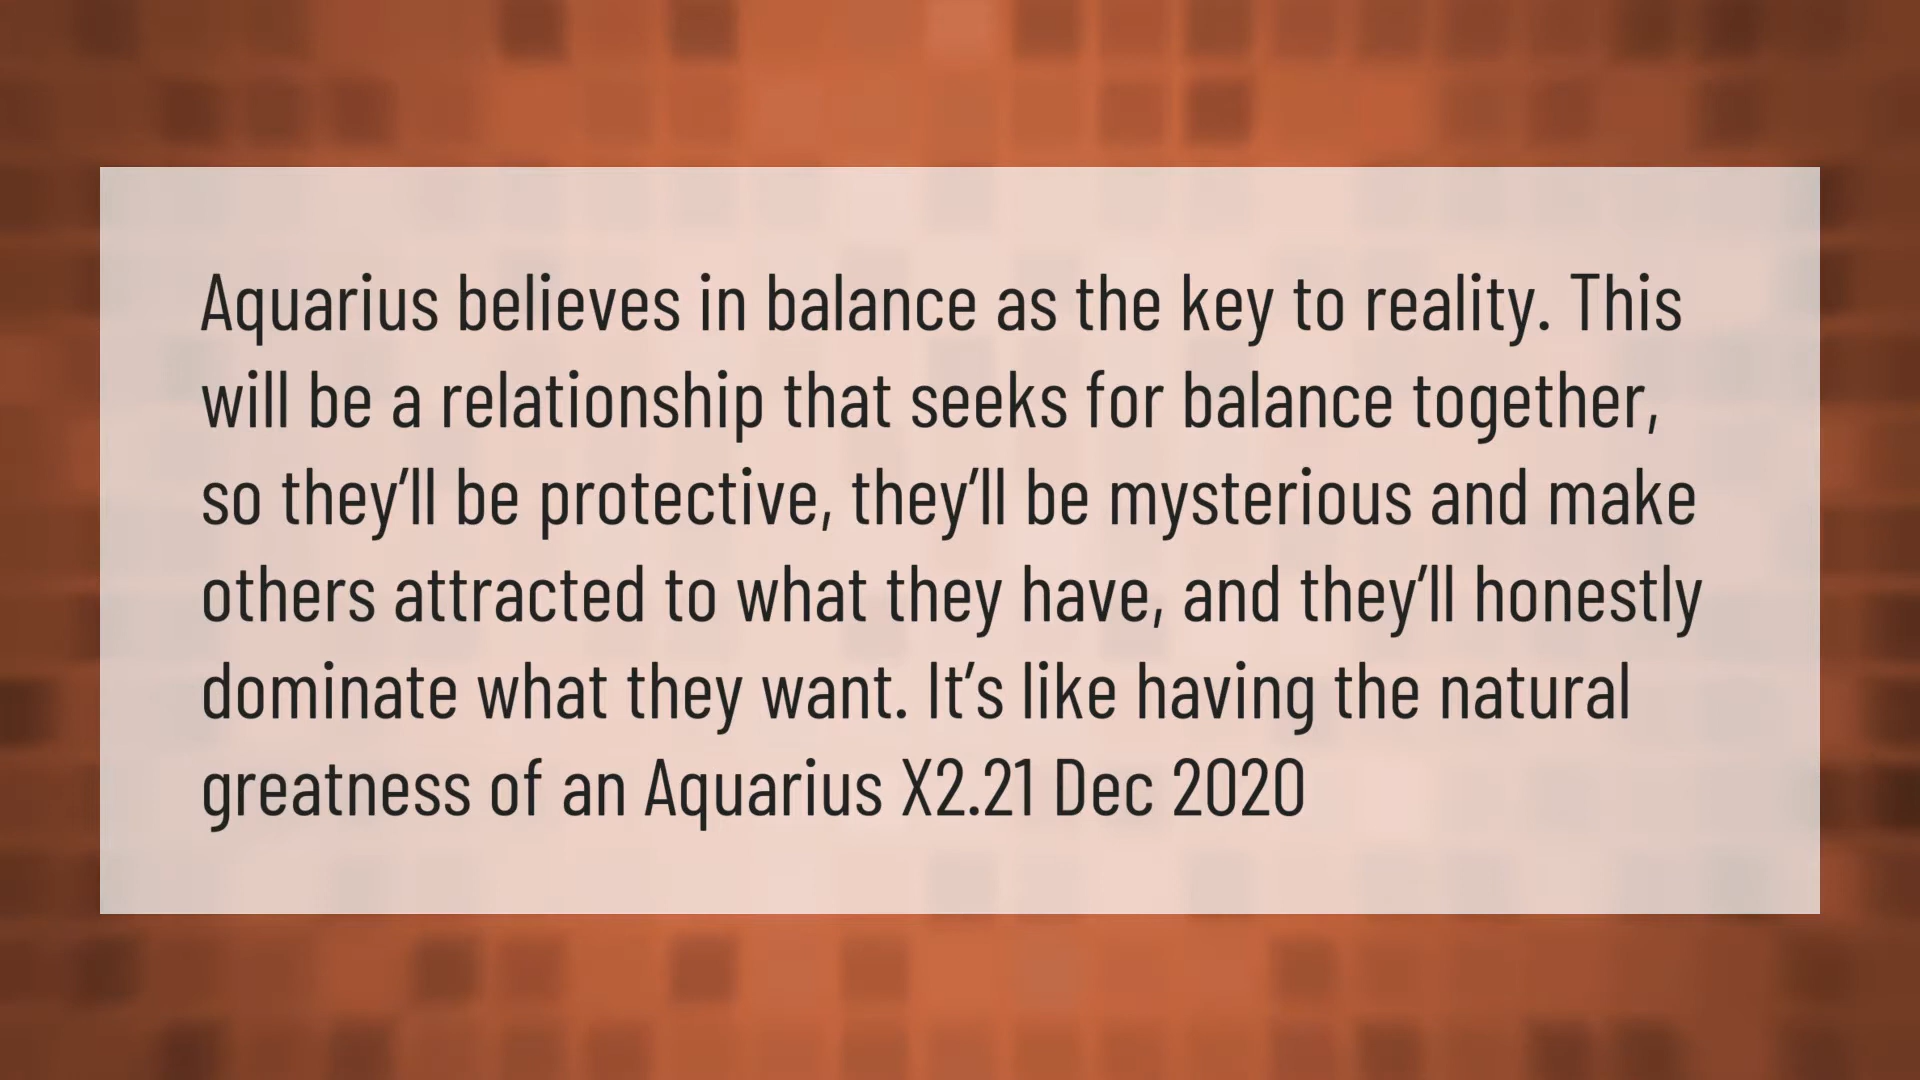 Aquarius believes in balance as the key to reality. This
will be a relationship that seeks for balance together,
so they’ll be protective, they’ll be mysterious and make
others attracted to what they have, and they’ll honestly
dominate what they want. It’s like having the natural
greatness of an Aquarius X2.21 Dec 2020